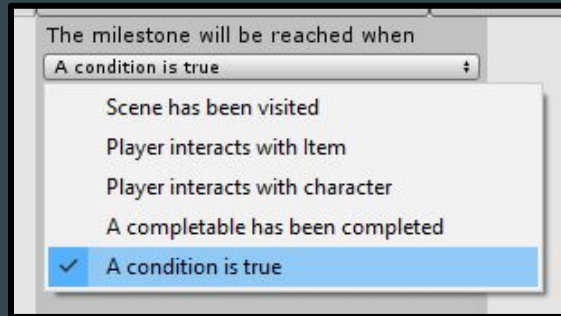 The milestone will be reached when
A condition is true
Scene has been visited
Player interacts with Item
Player interacts with character
A completable has been completed
A condition is true